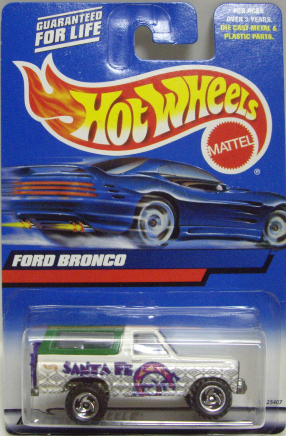 GUARANTEED
FOR LIFE
FOR AGES
OVER 3 YEARS.
DIE CAST METAL &
PLASTIC PARTS.
HOT WHEELS
MATTEL
®
FORD BRONCO
SANTA FE
25407